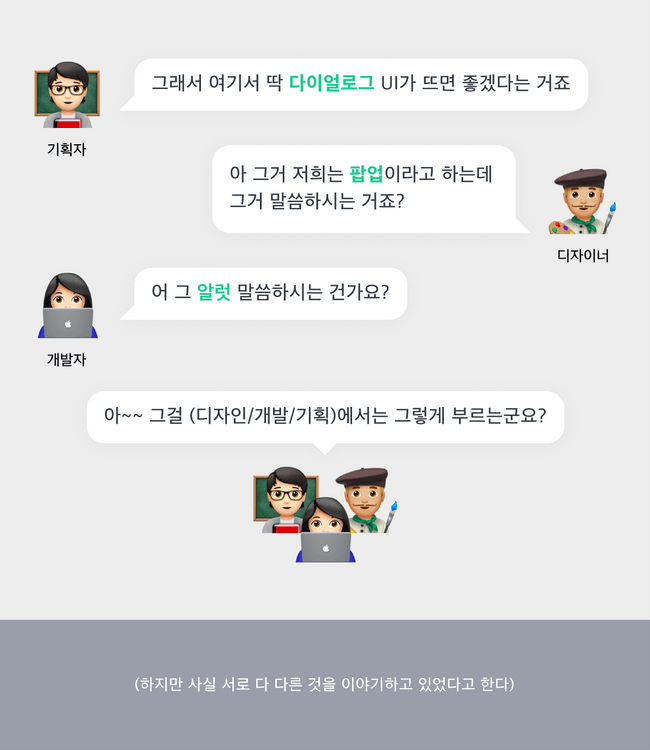 그래서 여기서 딱 다이얼로그 UI가 뜨면 좋겠다는 거죠
기획자
아 그거 저희는 팝업이라고 하는데
그거 말씀하시는 거죠?
디자이너
어 그 알럿 말씀하시는 건가요?
개발자
아~~ 그걸 (디자인/개발/기획)에서는 그렇게 부르는군요?
(하지만 사실 서로 다 다른 것을 이야기하고 있었다고 한다)